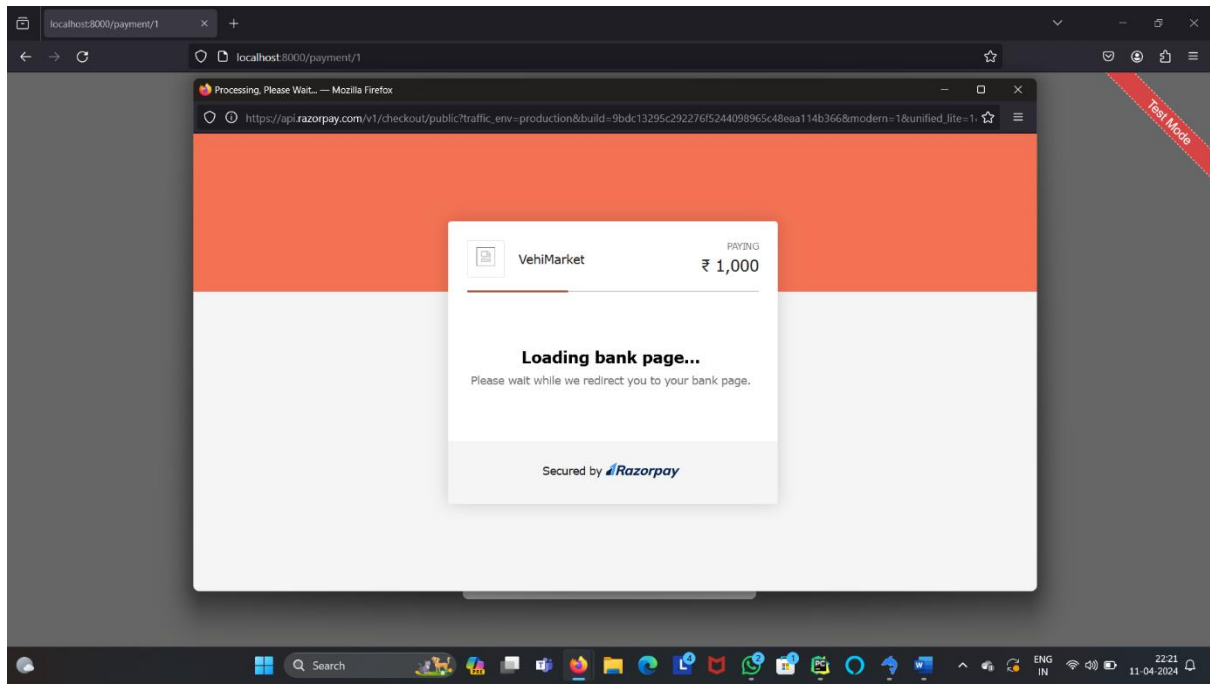 localhost:8000/payment/1
localhost:8000/payment/1
Processing, Please Wait... — Mozilla Firefox
https://api.razorpay.com/v1/checkout/public?traffic_env=production&build=9bdc13295c292276f5244098965c48eaa114b366&modern=1&unified_lite=1
Test Mode
VehiMarket
PAYING
₹ 1,000
Loading bank page...
Please wait while we redirect you to your bank page.
Secured by Razorpay
Search
ENG
IN
22:21
11-04-2024